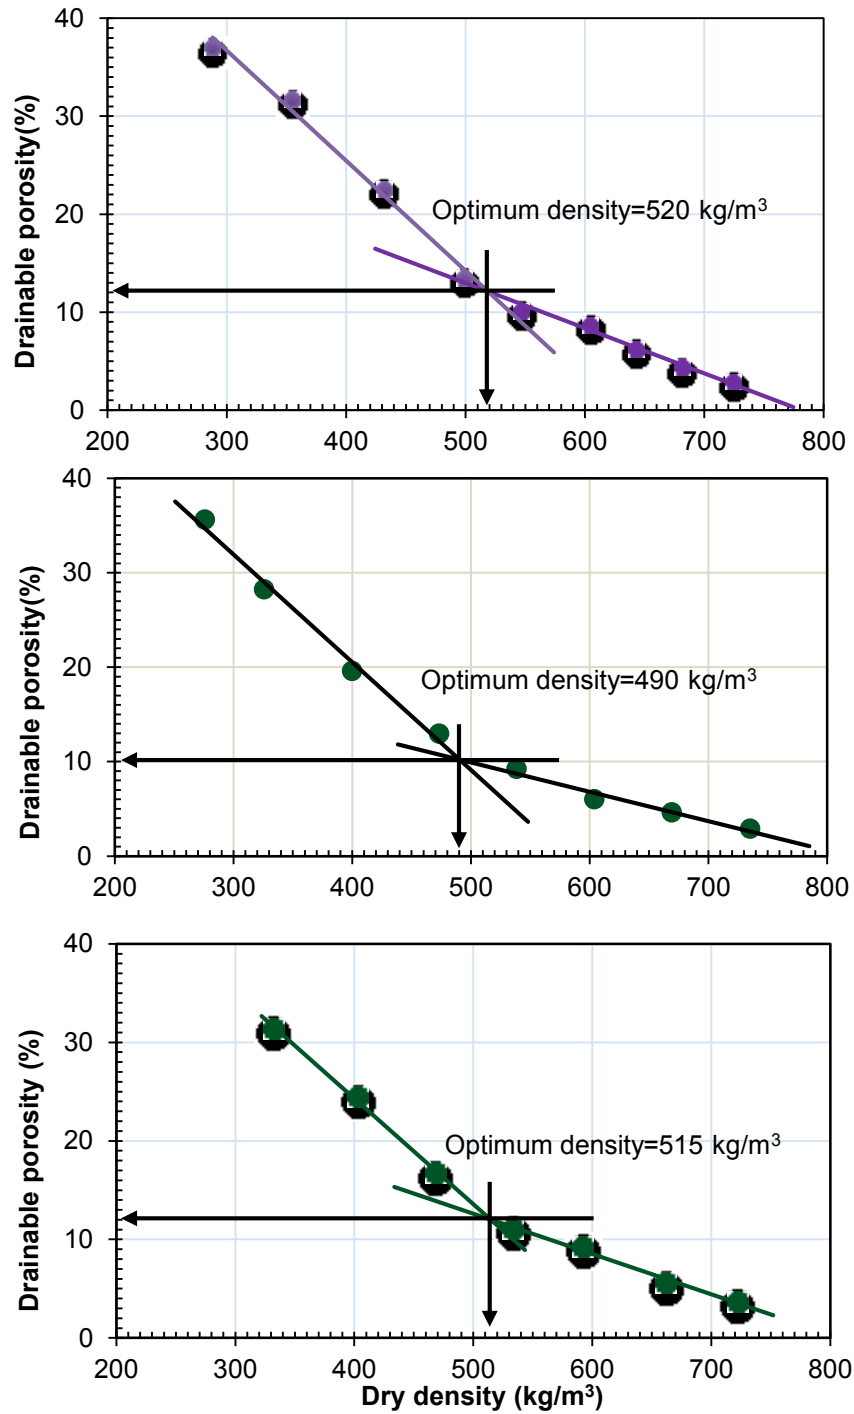 40
30
20
10
0
Drainable porosity(%)
Optimum density=520 kg/m³
200 300 400 500 600 700 800
40
30
20
10
0
Drainable porosity(%)
Optimum density=490 kg/m³
200 300 400 500 600 700 800
40
30
20
10
0
Drainable porosity (%)
Optimum density=515 kg/m³
200 300 400 500 600 700 800
Dry density (kg/m³)